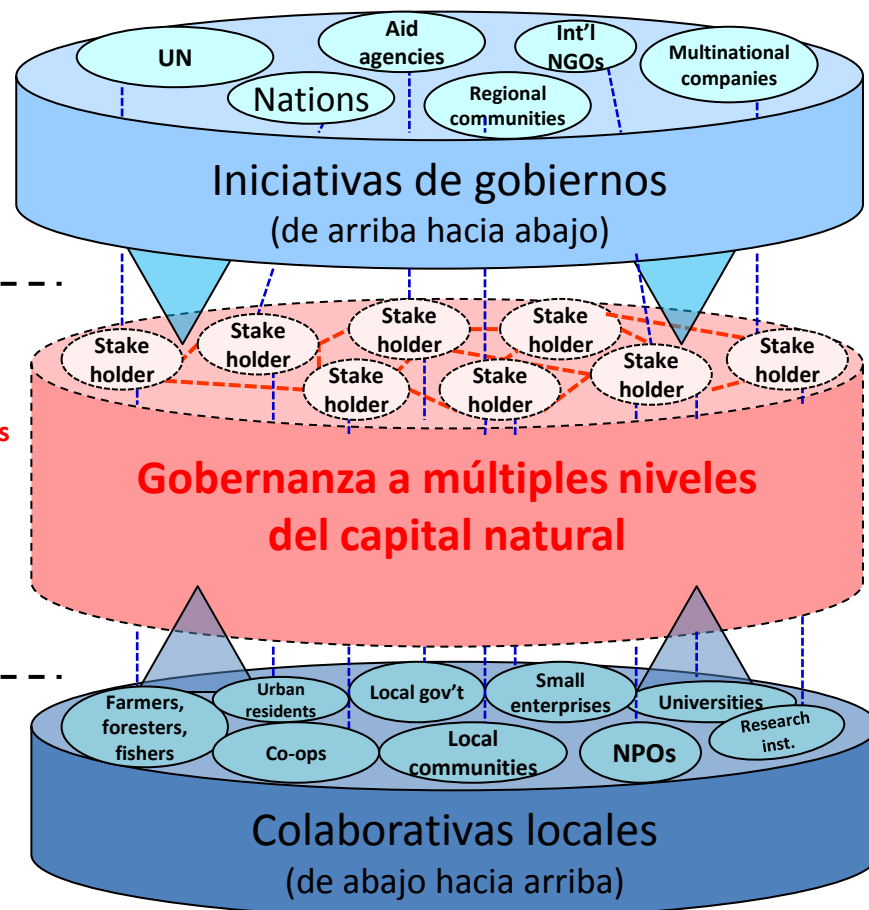 UN
Aid
agencies
Int'l
NGOs
Multinational
companies
Nations
Regional
communities
Iniciativas de gobiernos
(de arriba hacia abajo)
Stake
holder
Stake
holder
Stake
holder
Stake
holder
Stake
holder
Stake
holder
Stake
holder
Stake
holder
s
Gobernanza a múltiples niveles
del capital natural
Farmers,
foresters,
fishers
Urban
residents
Local gov't
Small
enterprises
Universities
Research
inst.
Co-ops
Local
communities
NPOs
Colaborativas locales
(de abajo hacia arriba)